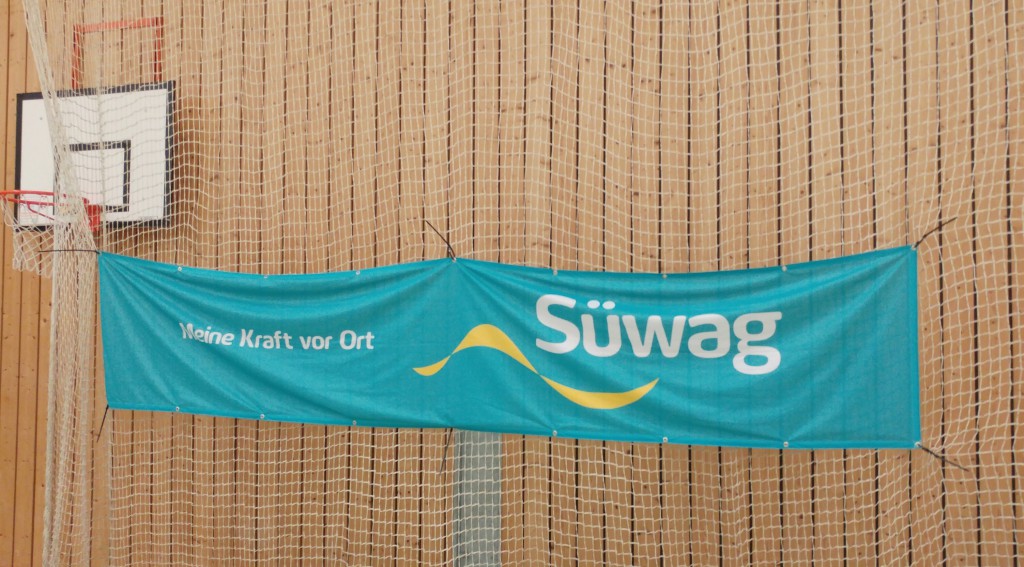 Meine Kraft vor Ort
Süwag